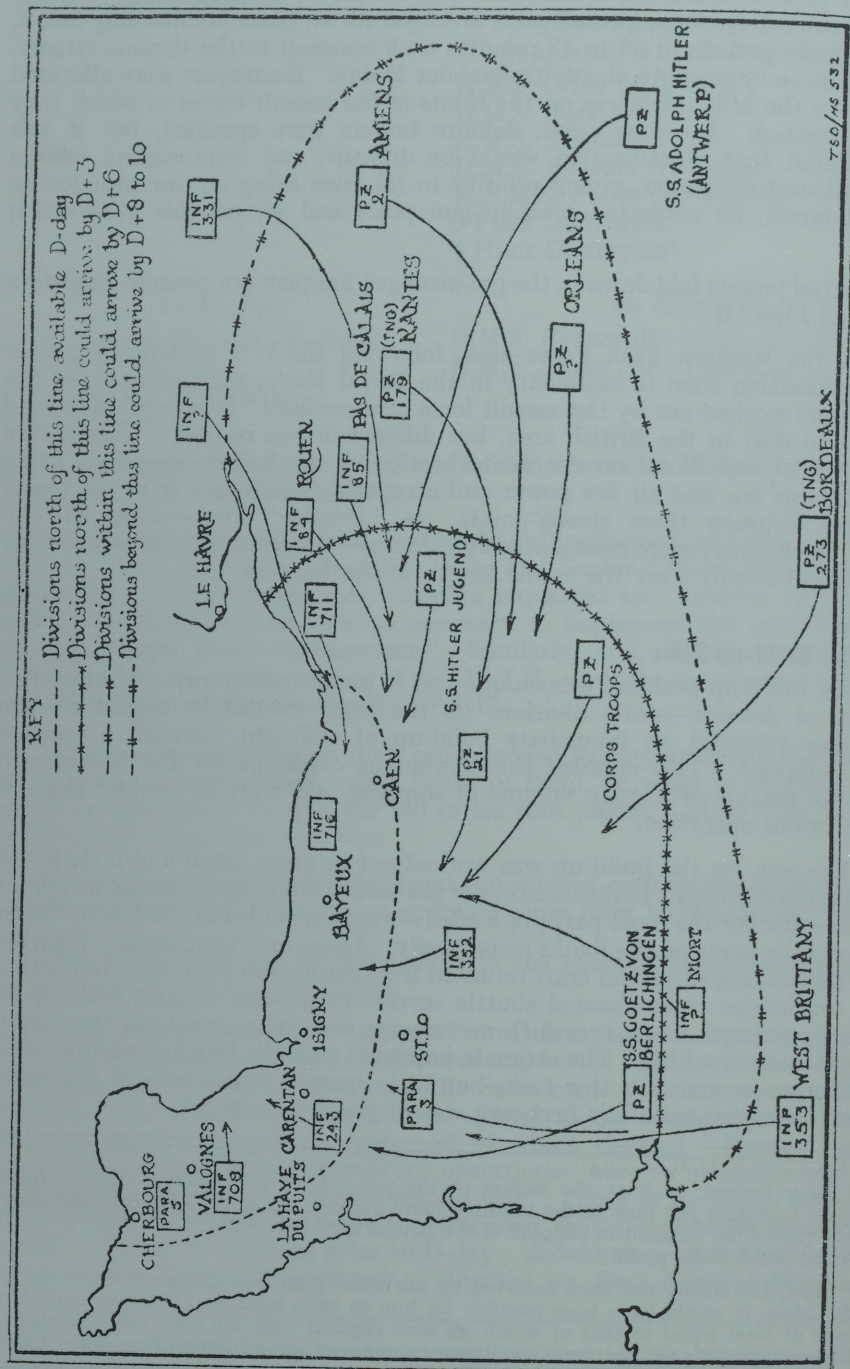 KEY
Divisions north of this line available D-day
Divisions north of this line could arrive by D+3
Divisions within this line could arrive by D+6
Divisions beyond this line could arrive by D+8 to 10
CHERBOURG
PARA
5
VALOGNES
INF
708
LA HAYE
DU PUITS
CARENTAN
INF
243
ISIGNY
ST. LO
PARA
3
BAYEUX
INF
716
INF
352
CAEN
LE HAVRE
INF
?
INF
711
ROUEN
INF
84
INF
85
INF
331
PAS DE CALAIS
PZ
2
AMIENS
PZ
179
(TNG)
NANTES
PZ
S.S. HITLER JUGEND
PZ
21
PZ
?
ORLEANS
PZ
S.S. ADOLPH HITLER
(ANTWERP)
PZ
CORPS TROOPS
PZ
S.S. GOETZ VON
BERLICHINGEN
INF
?
MORT
INF
353
WEST BRITTANY
PZ
273
(TNG)
BORDEAUX
TSO/HS 532